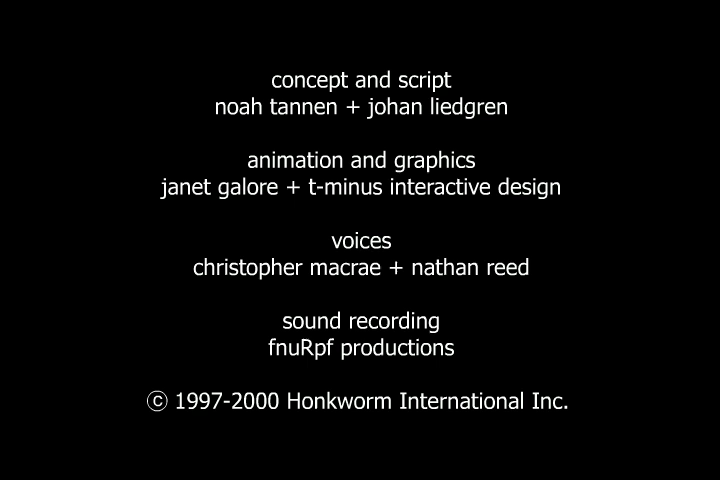 concept and script
noah tannen + johan liedgren
animation and graphics
janet galore + t-minus interactive design
voices
christopher macrae + nathan reed
sound recording
fnuRpf productions
© 1997-2000 Honkworm International Inc.